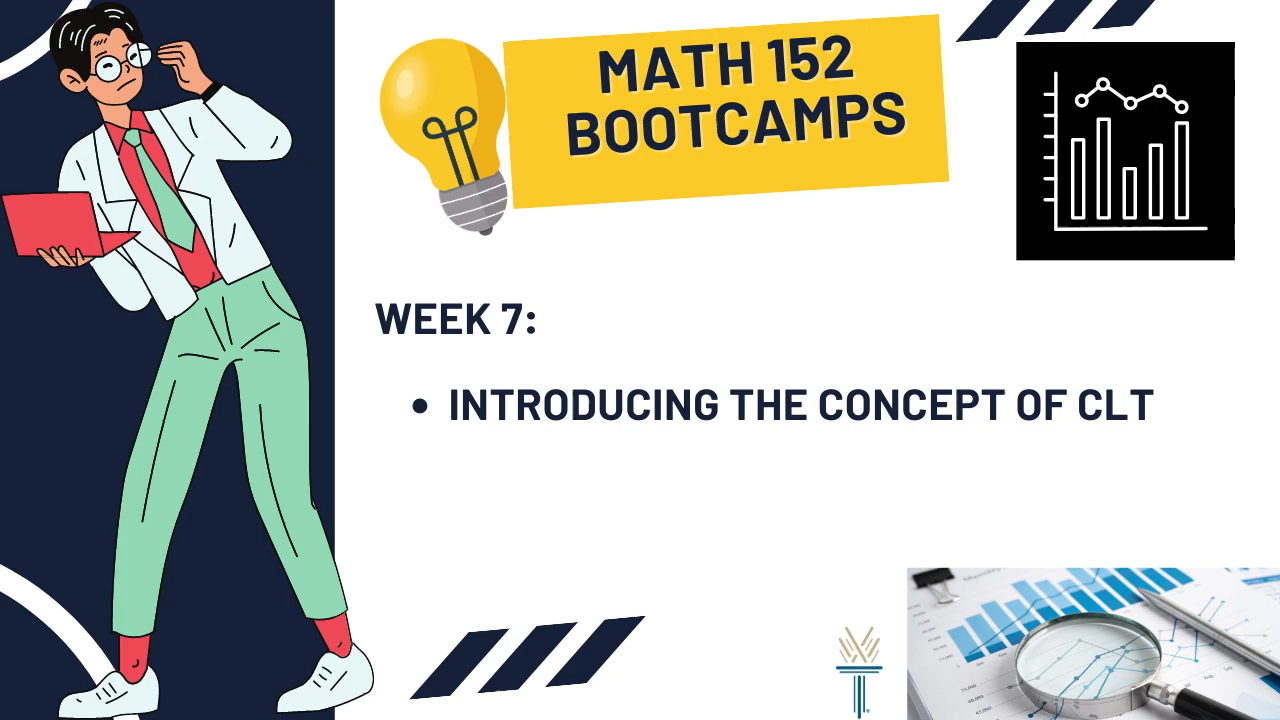 MATH 152
BOOTCAMPS
WEEK 7:
• INTRODUCING THE CONCEPT OF CLT